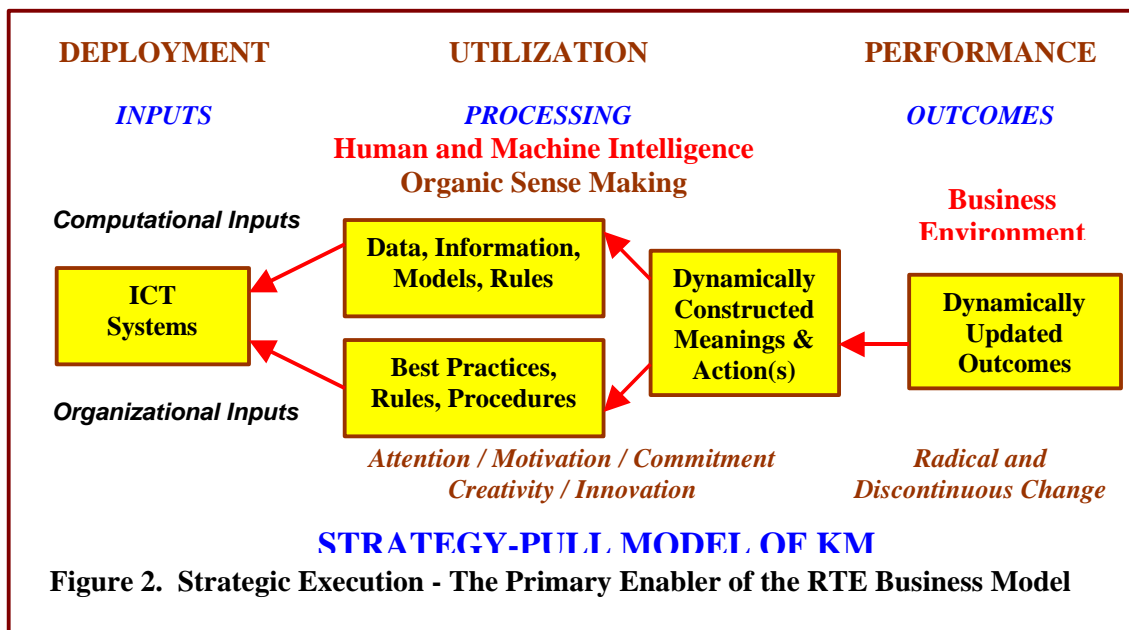 DEPLOYMENT
UTILIZATION
PERFORMANCE
INPUTS
PROCESSING
OUTCOMES
Human and Machine Intelligence
Organic Sense Making
Computational Inputs
Business
Environment
Data, Information,
Models, Rules
ICT
Systems
Dynamically
Constructed
Meanings &
Action(s)
Dynamically
Updated
Outcomes
Best Practices,
Rules, Procedures
Organizational Inputs
Attention / Motivation / Commitment
Creativity / Innovation
Radical and
Discontinuous Change
STRATEGY-PULL MODEL OF KM
Figure 2. Strategic Execution - The Primary Enabler of the RTE Business Model